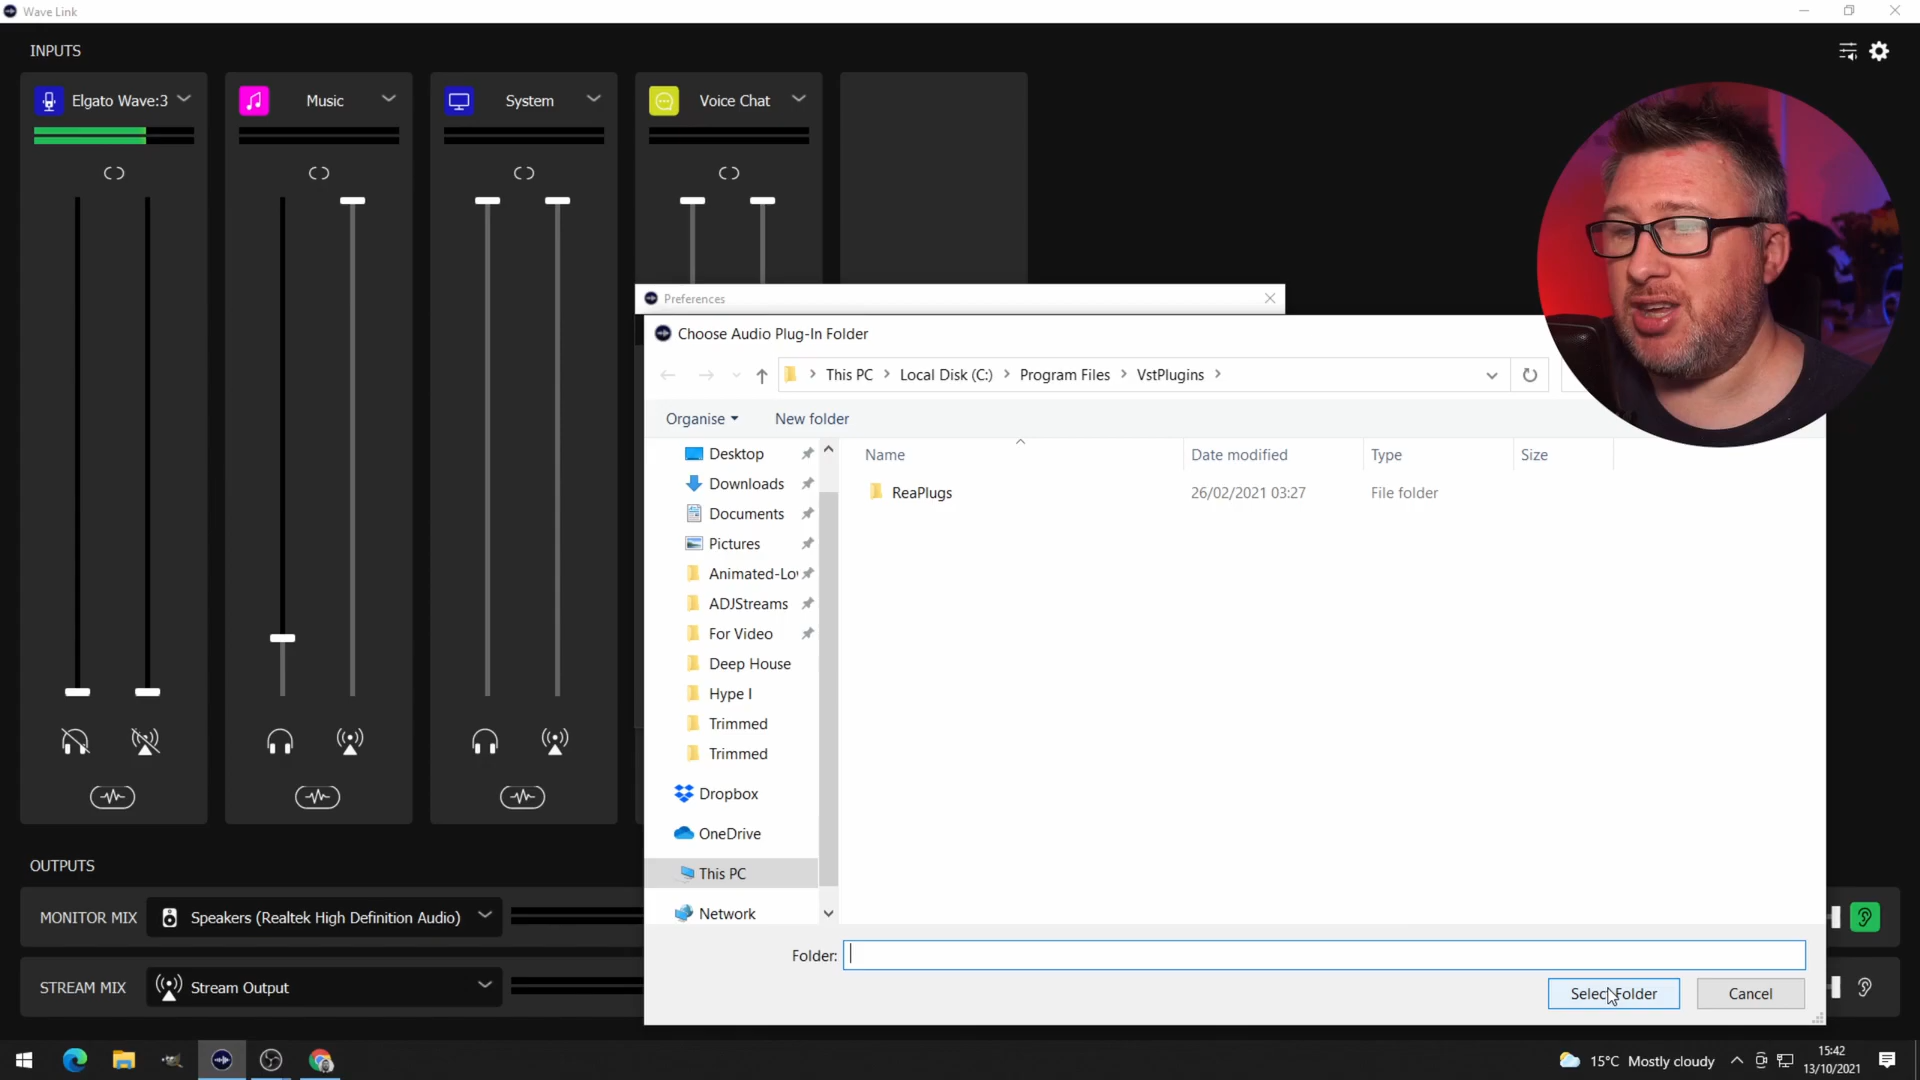 Wave Link
INPUTS
Elgato Wave:3
Music
System
Voice Chat
Preferences
Choose Audio Plug-In Folder
This PC
Local Disk (C:)
Program Files
VstPlugins
Organise
New folder
Desktop
Downloads
Documents
Pictures
Animated-Lo
ADJStreams
For Video
Deep House
Hype I
Trimmed
Trimmed
Dropbox
OneDrive
This PC
Network
Name
Date modified
Type
Size
ReaPlugs
26/02/2021 03:27
File folder
Folder:
Select Folder
Cancel
OUTPUTS
MONITOR MIX
Speakers (Realtek High Definition Audio)
STREAM MIX
Stream Output
15°C Mostly cloudy
15:42
13/10/2021